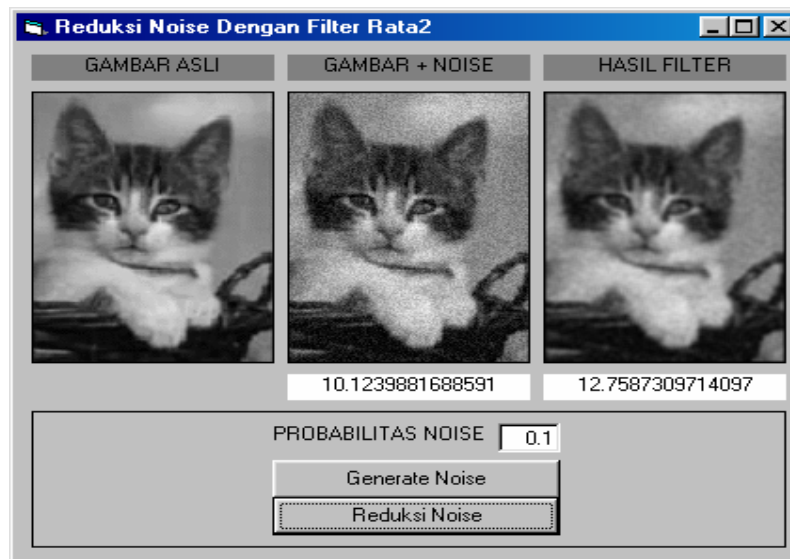 Reduksi Noise Dengan Filter Rata2
GAMBAR ASLI
GAMBAR + NOISE
HASIL FILTER
10.1239881688591
12.7587309714097
PROBABILITAS NOISE
0.1
Generate Noise
Reduksi Noise